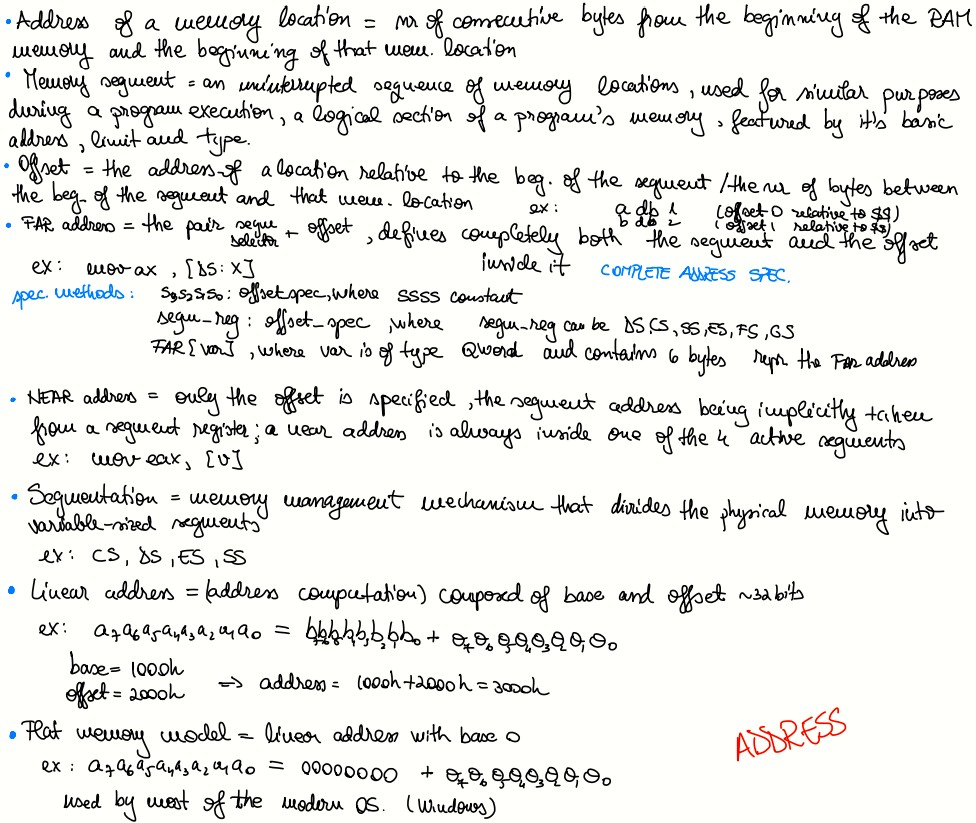 • Address of a memory location = nr of consecutive bytes from the beginning of the RAM
memory and the beginning of that mem. location
• Memory segment = an uninterrupted sequence of memory locations, used for similar purposes
during a program execution, a logical section of a program's memory, featured by it's basic
address, limit and type.
• Offset = the address of a location relative to the beg. of the segment / the nr of bytes between
the beg. of the segment and that mem. location
ex: a db 1 (offset 0 relative to $$)
b db 2 (offset 1 relative to $$)
• FAR address = the pair segm selector + offset, defines completely both the segment and the offset
inside it COMPLETE ADDRESS SPEC.
ex: mov ax, [DS: X]
spec. methods: S₃S₂S₁S₀: offset spec, where SSSS constant
segm_reg: offset_spec, where segm_reg can be DS,CS,SS,ES,FS,GS
FAR [var], where var is of type Qword and contains 6 bytes repr. the FAR address
• NEAR address = only the offset is specified, the segment address being implicitly taken
from a segment register; a near address is always inside one of the 4 active segments
ex: mov eax, [v]
• Segmentation = memory management mechanism that divides the physical memory into
variable-sized segments
ex: CS, DS, ES, SS
• Linear address = (address computation) composed of base and offset ~32 bits
ex: a₇a₆a₅a₄a₃a₂a₁a₀ = b₇b₆b₅b₄b₃b₂b₁b₀ + o₇o₆o₅o₄o₃o₂o₁o₀
base = 1000h
offset = 2000h => address = 1000h+2000h = 3000h
• Flat memory model = linear address with base 0
ADDRESS
ex: a₇a₆a₅a₄a₃a₂a₁a₀ = 00000000 + o₇o₆o₅o₄o₃o₂o₁o₀
used by most of the modern OS. (Windows)